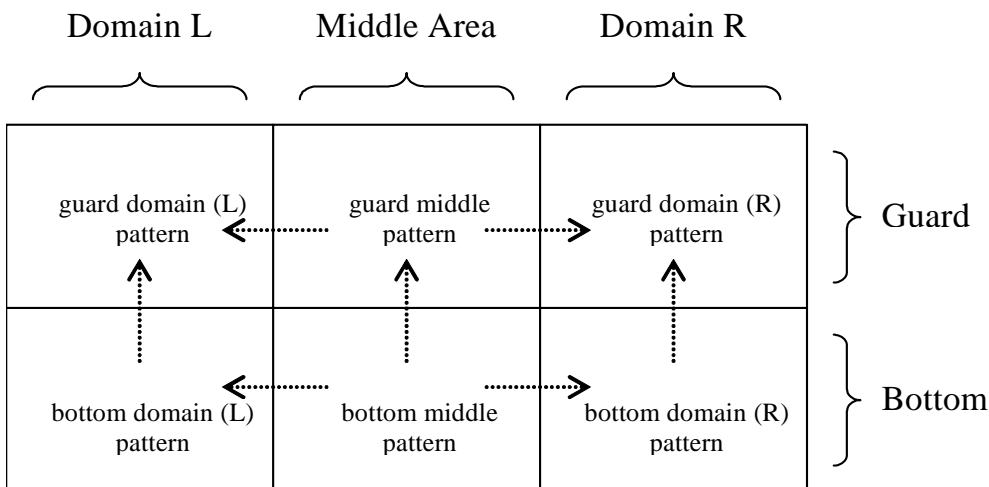 Domain L
Middle Area
Domain R
guard domain (L)
pattern
guard middle
pattern
guard domain (R)
pattern
Guard
bottom domain (L)
pattern
bottom middle
pattern
bottom domain (R)
pattern
Bottom